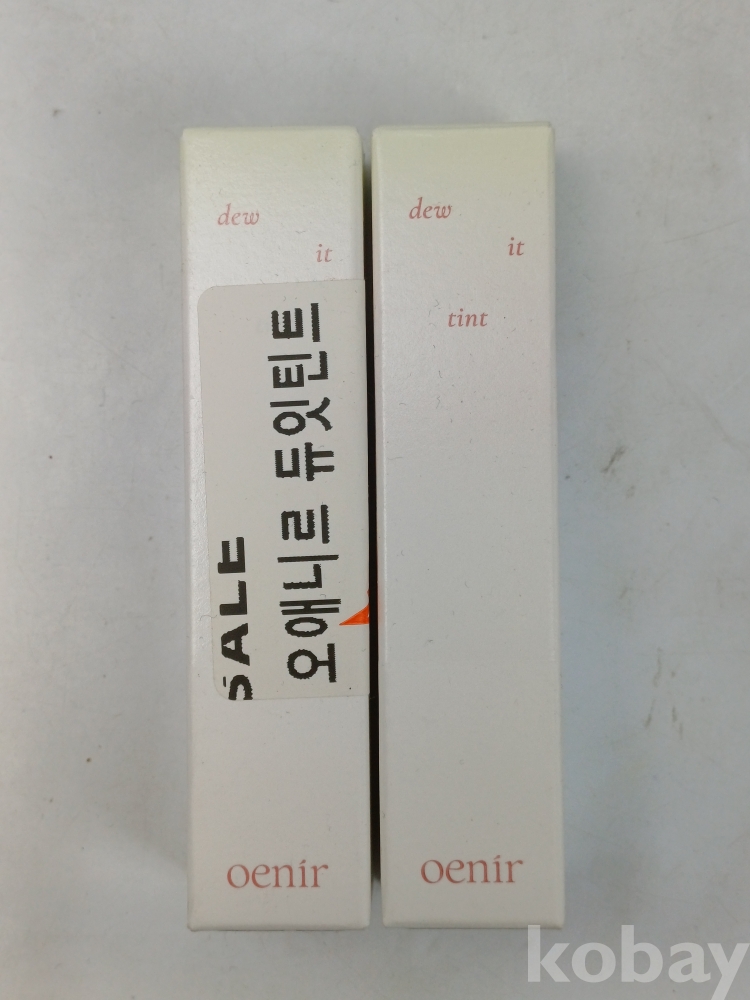 dew
it
SALE
오애니르 듀잇틴트
oenir
dew
it
tint
oenir
kobay